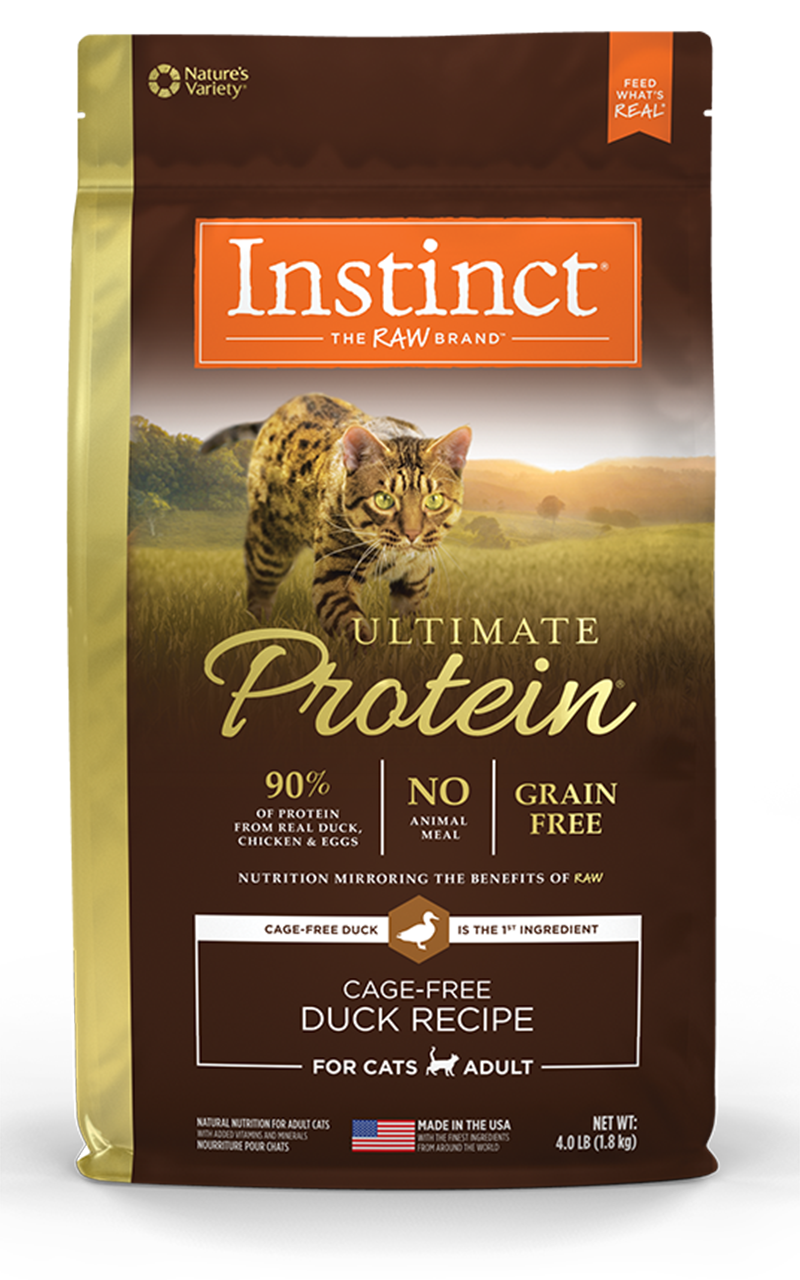 Nature's
Variety®
FEED
WHAT'S
REAL®
Instinct®
THE RAW BRAND™
ULTIMATE
Protein®
90%
OF PROTEIN
FROM REAL DUCK,
CHICKEN & EGGS
NO
ANIMAL
MEAL
GRAIN
FREE
NUTRITION MIRRORING THE BENEFITS OF RAW
CAGE-FREE DUCK IS THE 1ST INGREDIENT
CAGE-FREE
DUCK RECIPE
FOR CATS ADULT
NATURAL NUTRITION FOR ADULT CATS
WITH ADDED VITAMINS AND MINERALS
NOURRITURE POUR CHATS
MADE IN THE USA
WITH THE FINEST INGREDIENTS
FROM AROUND THE WORLD
NET WT:
4.0 LB (1.8 kg)